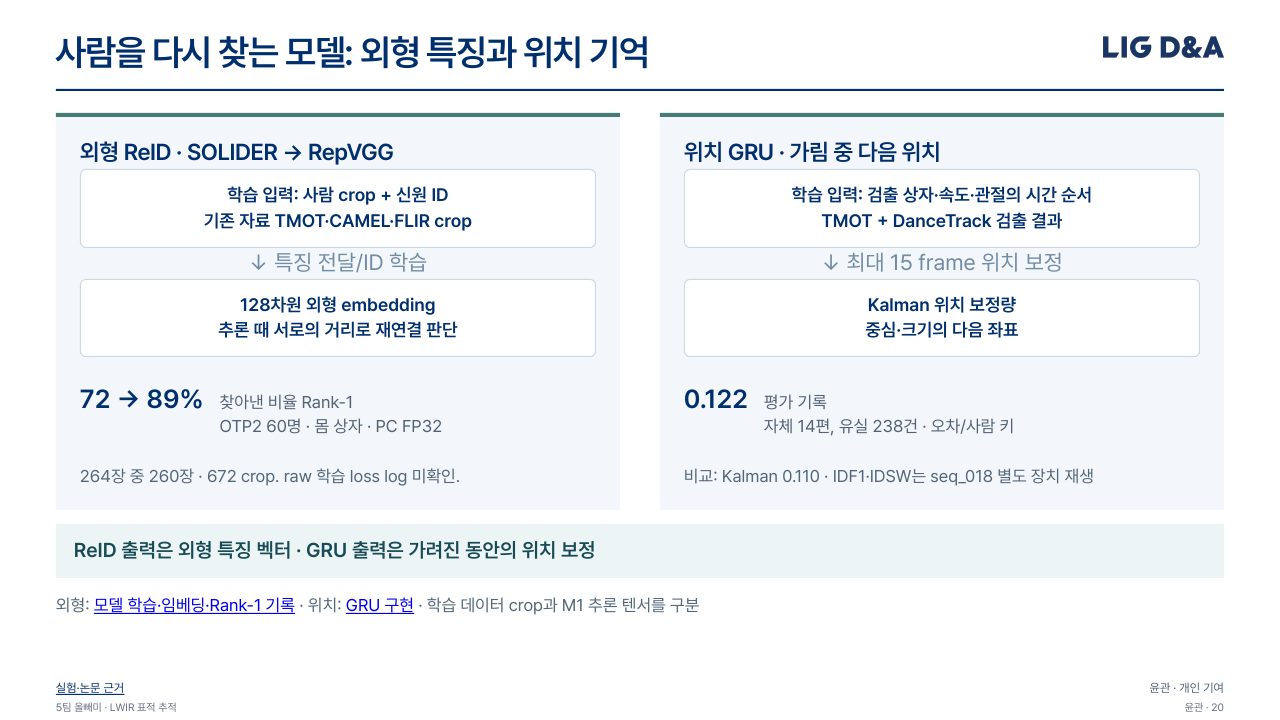 사람을 다시 찾는 모델: 외형 특징과 위치 기억
LIG D&A
외형 ReID · SOLIDER → RepVGG
학습 입력: 사람 crop + 신원 ID
기존 자료 TMOT·CAMEL·FLIR crop
↓ 특징 전달/ID 학습
128차원 외형 embedding
추론 때 서로의 거리로 재연결 판단
72 → 89%
찾아낸 비율 Rank-1
OTP2 60명 · 몸 상자 · PC FP32
264장 중 260장 · 672 crop. raw 학습 loss log 미확인.
위치 GRU · 가림 중 다음 위치
학습 입력: 검출 상자·속도·관절의 시간 순서
TMOT + DanceTrack 검출 결과
↓ 최대 15 frame 위치 보정
Kalman 위치 보정량
중심·크기의 다음 좌표
0.122
평가 기록
자체 14편, 유실 238건 · 오차/사람 키
비교: Kalman 0.110 · IDF1·IDSW는 seq_018 별도 장치 재생
ReID 출력은 외형 특징 벡터 · GRU 출력은 가려진 동안의 위치 보정
외형: 모델 학습·임베딩·Rank-1 기록 · 위치: GRU 구현 · 학습 데이터 crop과 M1 추론 텐서를 구분
실험·논문 근거
5팀 올빼미 · LWIR 표적 추적
윤관 · 개인 기여
윤관 · 20